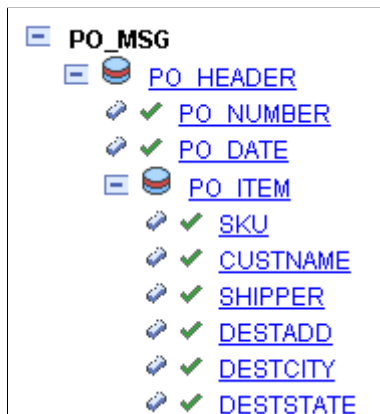 PO_MSG
PO_HEADER
PO_NUMBER
PO_DATE
PO_ITEM
SKU
CUSTNAME
SHIPPER
DESTADD
DESTCITY
DESTSTATE